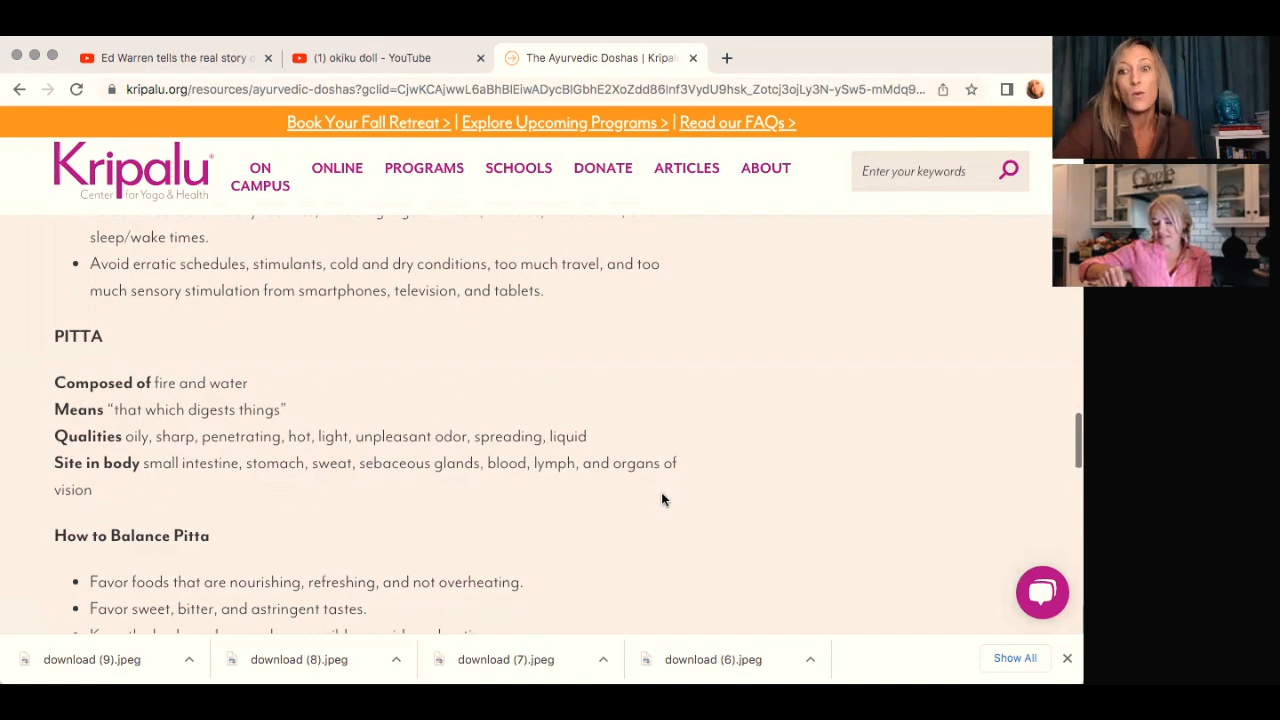 Ed Warren tells the real story o
(1) okiku doll - YouTube
The Ayurvedic Doshas | Kripalu
kripalu.org/resources/ayurvedic-doshas?gclid=CjwKCAjwwL6aBhBlEiwADycBIGbhE2XoZdd86Inf3VydU9hsk_Zotcj3ojLy3N-ySw5-mMdq9...
Book Your Fall Retreat > | Explore Upcoming Programs > | Read our FAQs >
Kripalu®
Center for Yoga & Health
ON CAMPUS
ONLINE
PROGRAMS
SCHOOLS
DONATE
ARTICLES
ABOUT
Enter your keywords
sleep/wake times.
• Avoid erratic schedules, stimulants, cold and dry conditions, too much travel, and too
much sensory stimulation from smartphones, television, and tablets.
PITTA
Composed of fire and water
Means “that which digests things”
Qualities oily, sharp, penetrating, hot, light, unpleasant odor, spreading, liquid
Site in body small intestine, stomach, sweat, sebaceous glands, blood, lymph, and organs of
vision
How to Balance Pitta
• Favor foods that are nourishing, refreshing, and not overheating.
• Favor sweet, bitter, and astringent tastes.
download (9).jpeg
download (8).jpeg
download (7).jpeg
download (6).jpeg
Show All